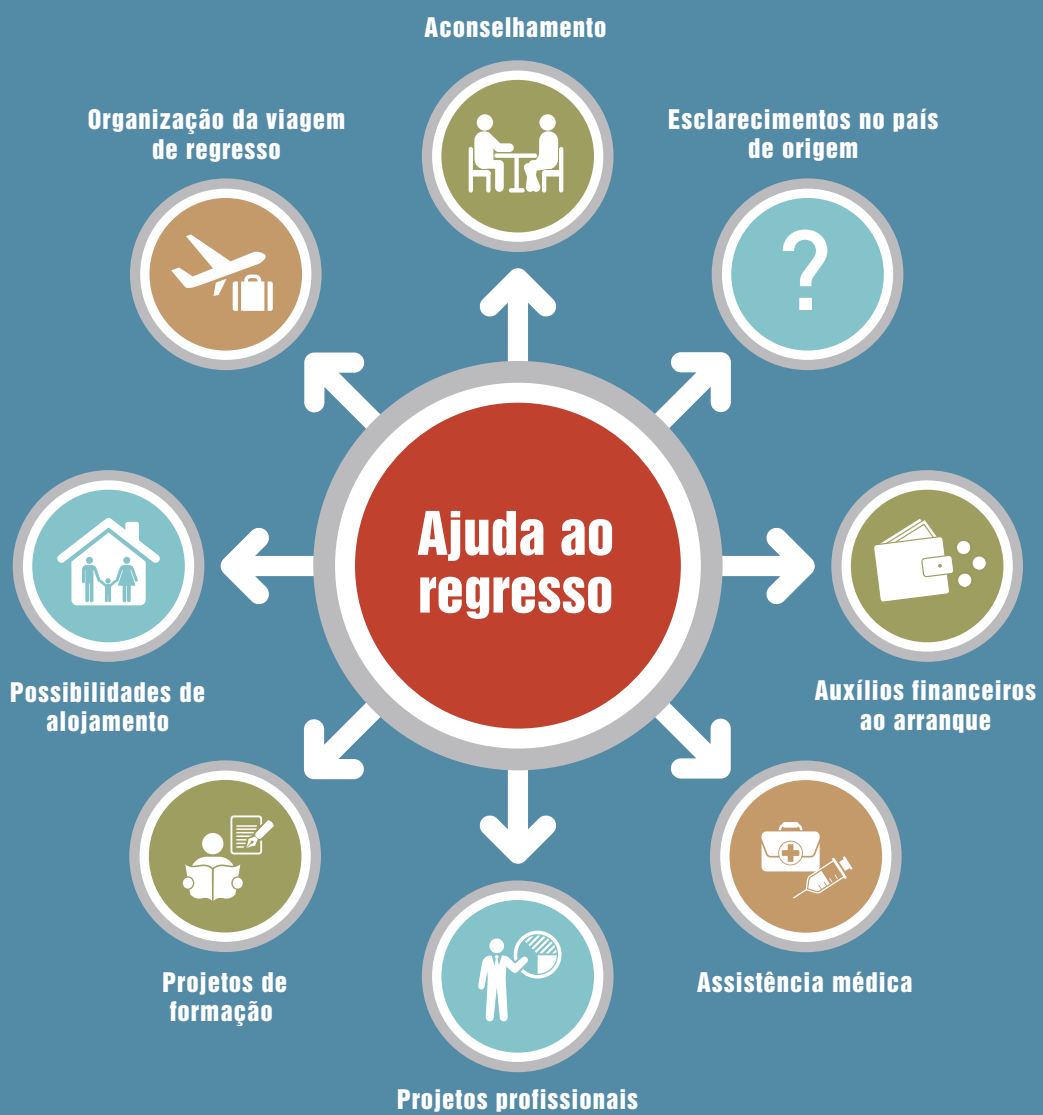 Aconselhamento
Organização da viagem
de regresso
Esclarecimentos no país
de origem
Ajuda ao
regresso
Possibilidades de
alojamento
Auxílios financeiros
ao arranque
Projetos de
formação
Assistência médica
Projetos profissionais